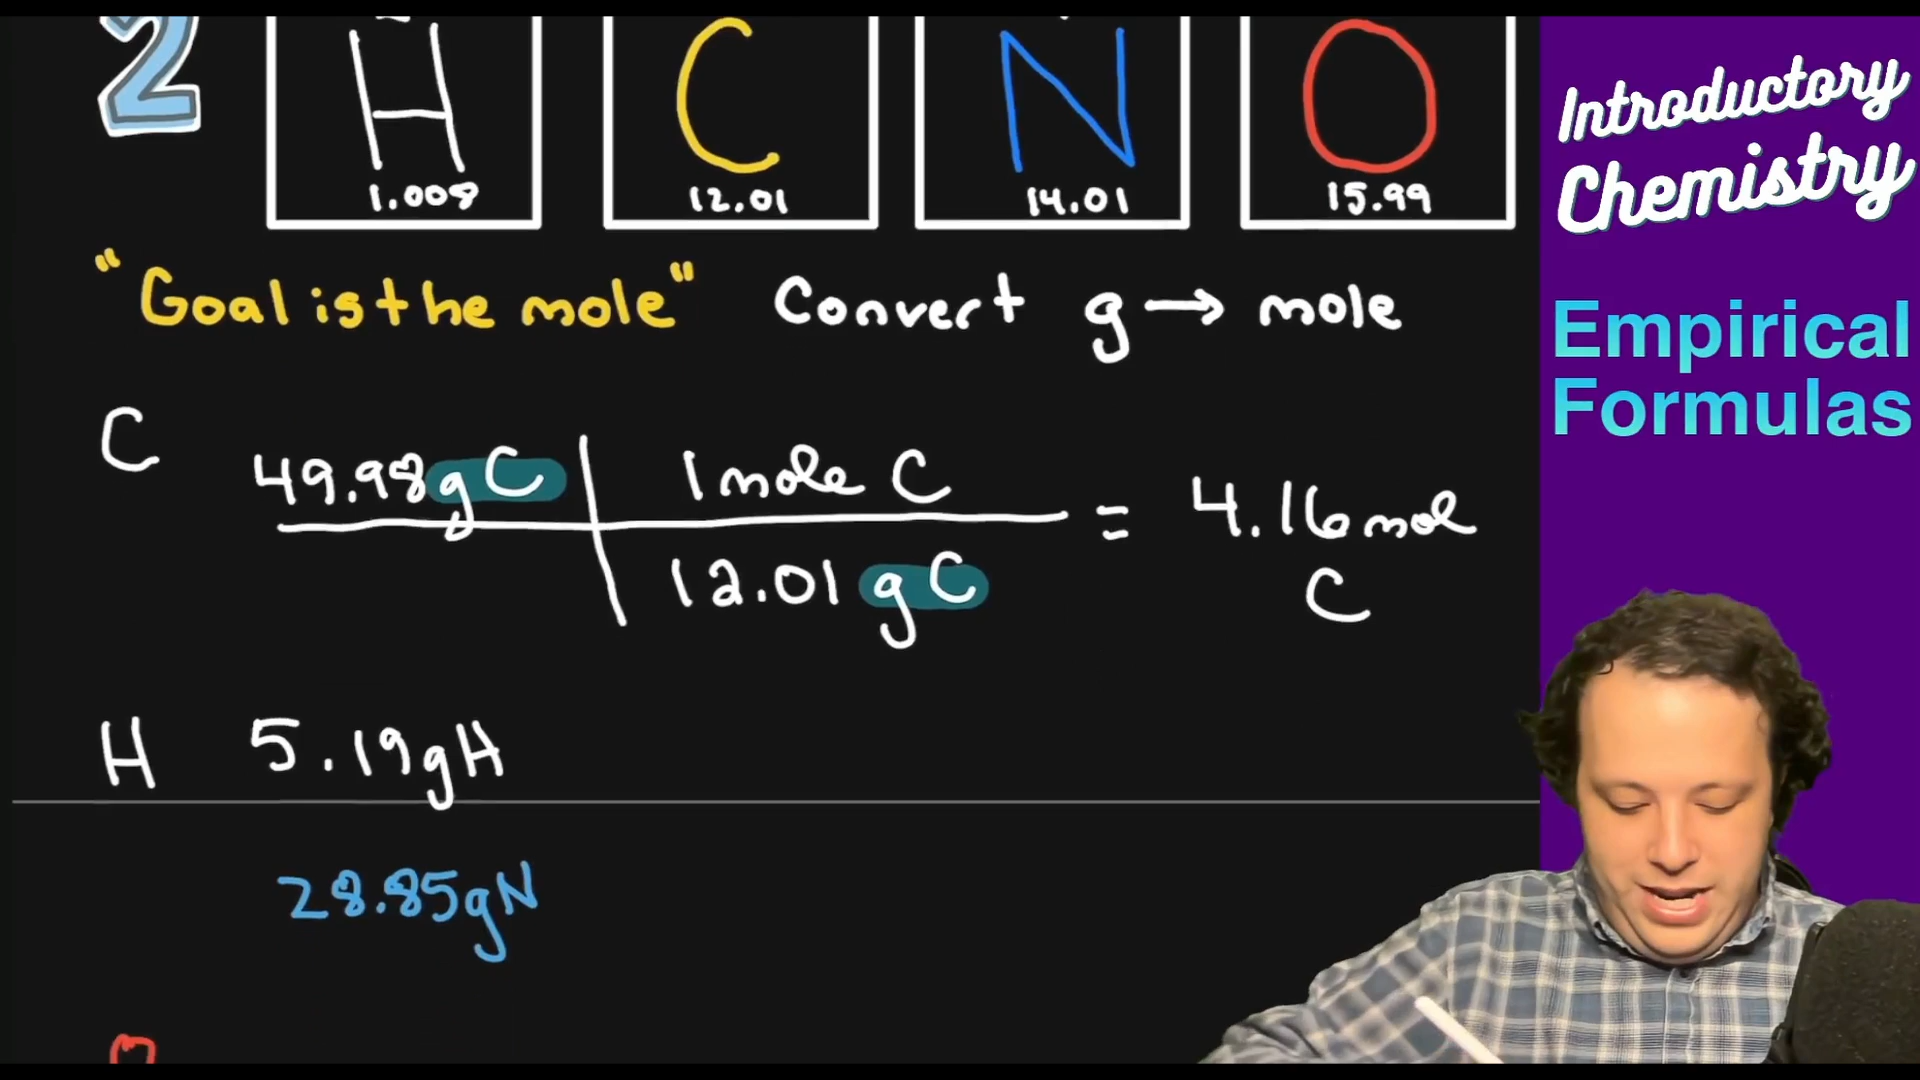 2
H
C
N
O
1.008
12.01
14.01
15.99
"Goal is the mole" Convert g → mole
C
49.98 g C | 1 mole C
12.01 g C
= 4.16 mol
C
H 5.19 g H
28.85 g N
Introductory
Chemistry
Empirical
Formulas